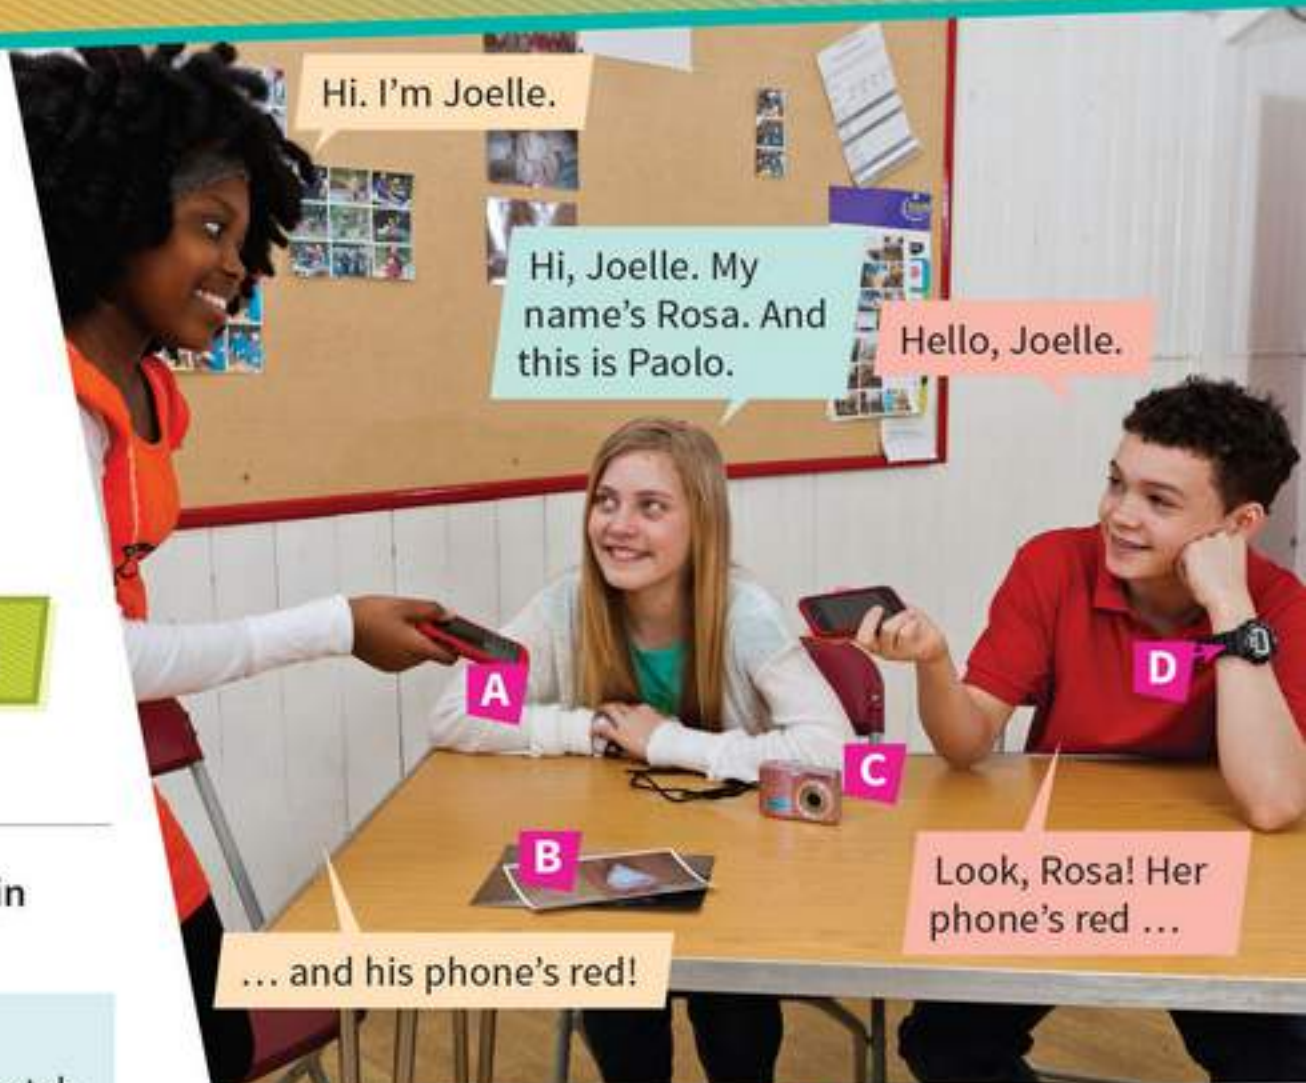 Hi. I'm Joelle.
Hi, Joelle. My
name's Rosa. And
this is Paolo.
Hello, Joelle.
A
D
C
B
Look, Rosa! Her
phone's red ...
... and his phone's red!
in